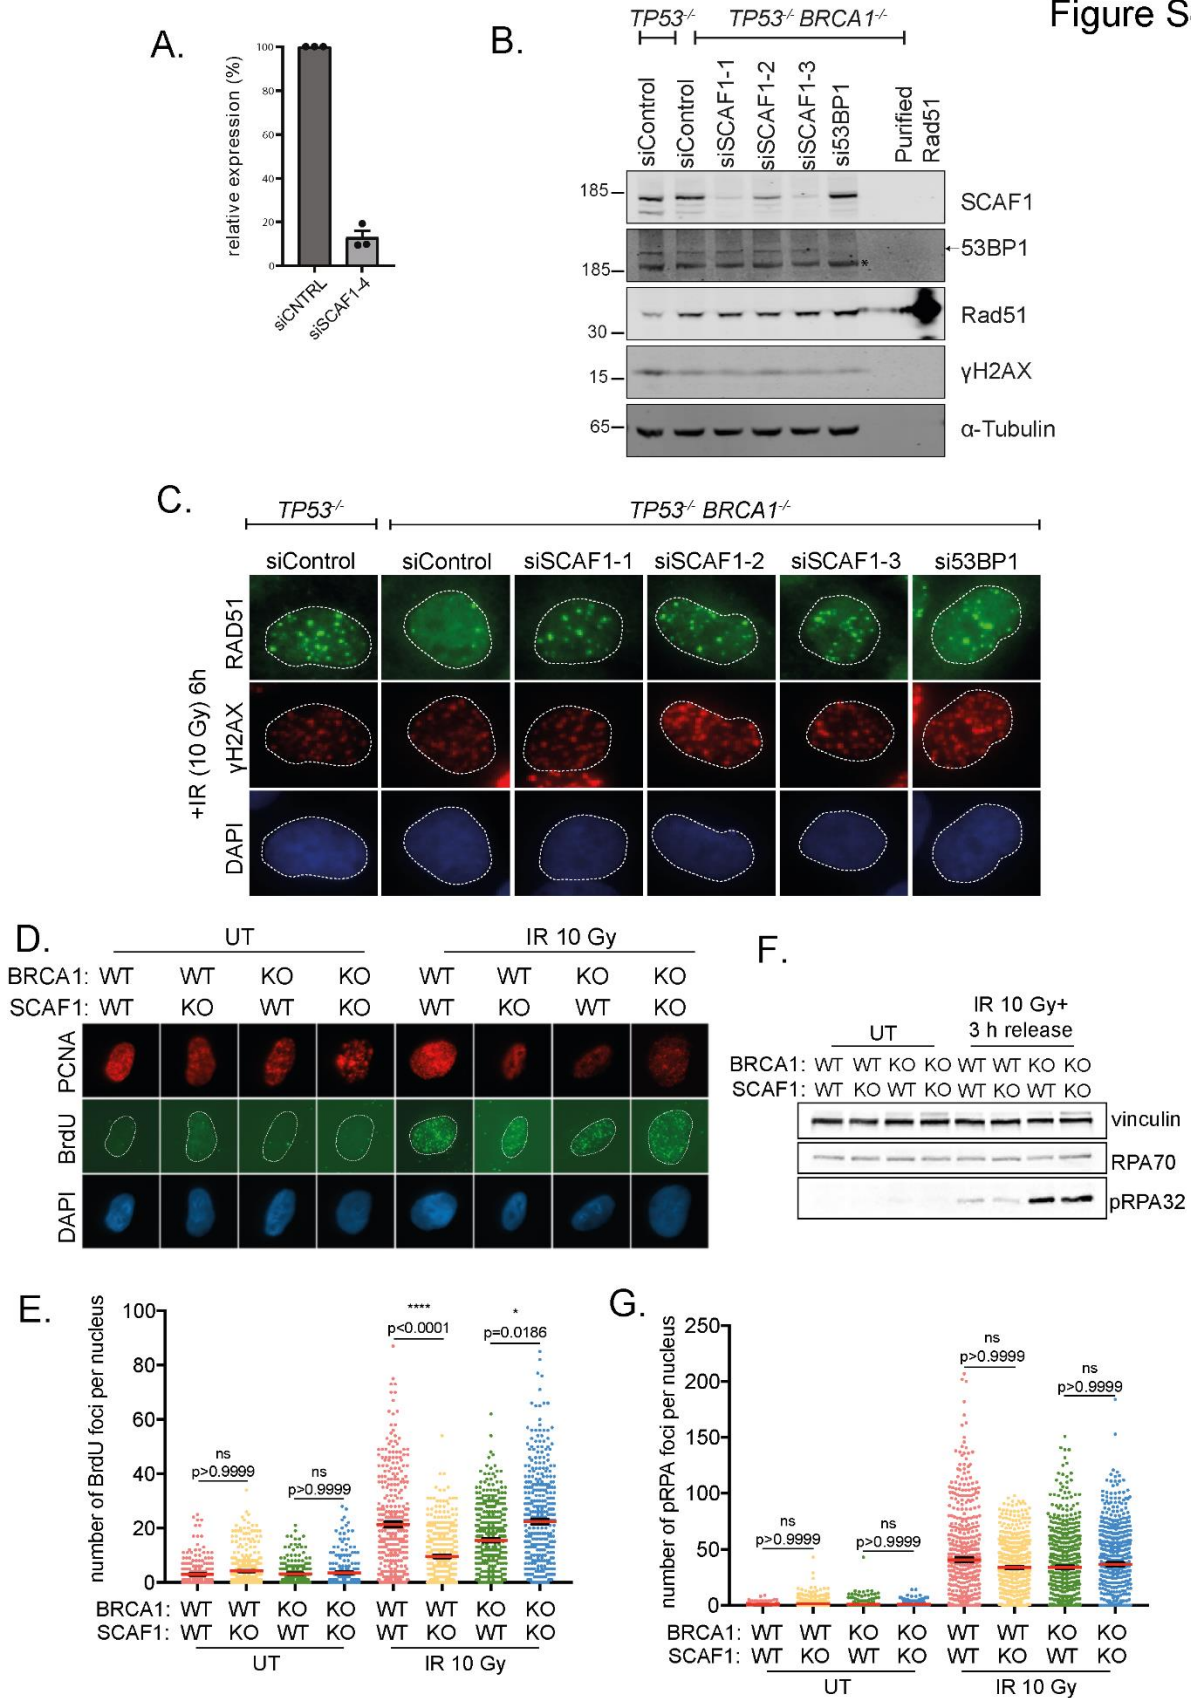 Figure S
A.
relative expression (%)
100
80
60
40
20
0
siCNTRL
siSCAF1-4
B.
TP53-/-
TP53-/- BRCA1-/-
siControl
siControl
siSCAF1-1
siSCAF1-2
siSCAF1-3
si53BP1
Purified
Rad51
185
SCAF1
53BP1
185
*
Rad51
30
γH2AX
15
65
α-Tubulin
C.
TP53-/-
TP53-/- BRCA1-/-
siControl
siControl
siSCAF1-1
siSCAF1-2
siSCAF1-3
si53BP1
+IR (10 Gy) 6h
RAD51
γH2AX
DAPI
D.
UT
IR 10 Gy
BRCA1: WT WT KO KO WT WT KO KO
SCAF1: WT KO WT KO WT KO WT KO
PCNA
BrdU
DAPI
F.
IR 10 Gy+
3 h release
UT
BRCA1: WT WT KO KO WT WT KO KO
SCAF1: WT KO WT KO WT KO WT KO
vinculin
RPA70
pRPA32
E.
number of BrdU foci per nucleus
100
80
60
40
20
0
ns
p>0.9999
ns
p>0.9999
****
p<0.0001
*
p=0.0186
BRCA1: WT WT KO KO WT WT KO KO
SCAF1: WT KO WT KO WT KO WT KO
UT
IR 10 Gy
G.
number of pRPA foci per nucleus
250
200
150
100
50
0
ns
p>0.9999
ns
p>0.9999
ns
p>0.9999
ns
p>0.9999
BRCA1: WT WT KO KO WT WT KO KO
SCAF1: WT KO WT KO WT KO WT KO
UT
IR 10 Gy